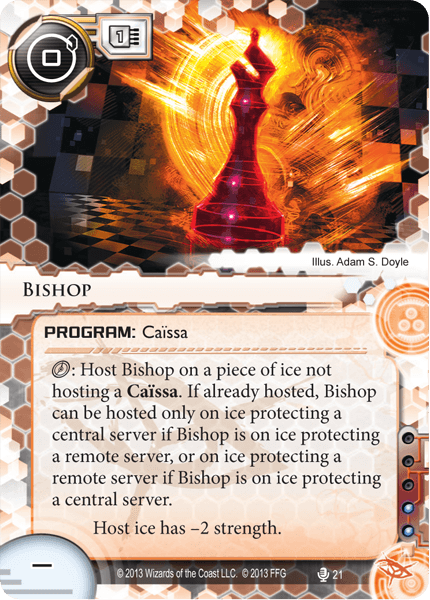 1
Illus. Adam S. Doyle
BISHOP
PROGRAM: Caïssa
: Host Bishop on a piece of ice not
hosting a Caïssa. If already hosted, Bishop
can be hosted only on ice protecting a
central server if Bishop is on ice protecting
a remote server, or on ice protecting a
remote server if Bishop is on ice protecting
a central server.
Host ice has –2 strength.
–
© 2013 Wizards of the Coast LLC. © 2013 FFG
21